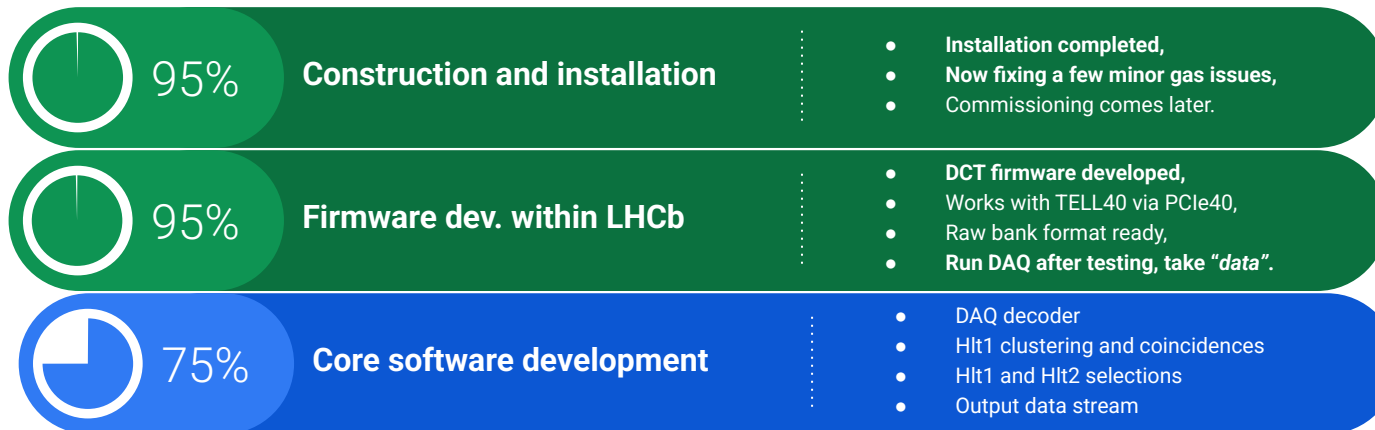 95%
Construction and installation
● Installation completed,
● Now fixing a few minor gas issues,
● Commissioning comes later.
95%
Firmware dev. within LHCb
● DCT firmware developed,
● Works with TELL40 via PCIe40,
● Raw bank format ready,
● Run DAQ after testing, take “data”.
75%
Core software development
● DAQ decoder
● Hlt1 clustering and coincidences
● Hlt1 and Hlt2 selections
● Output data stream